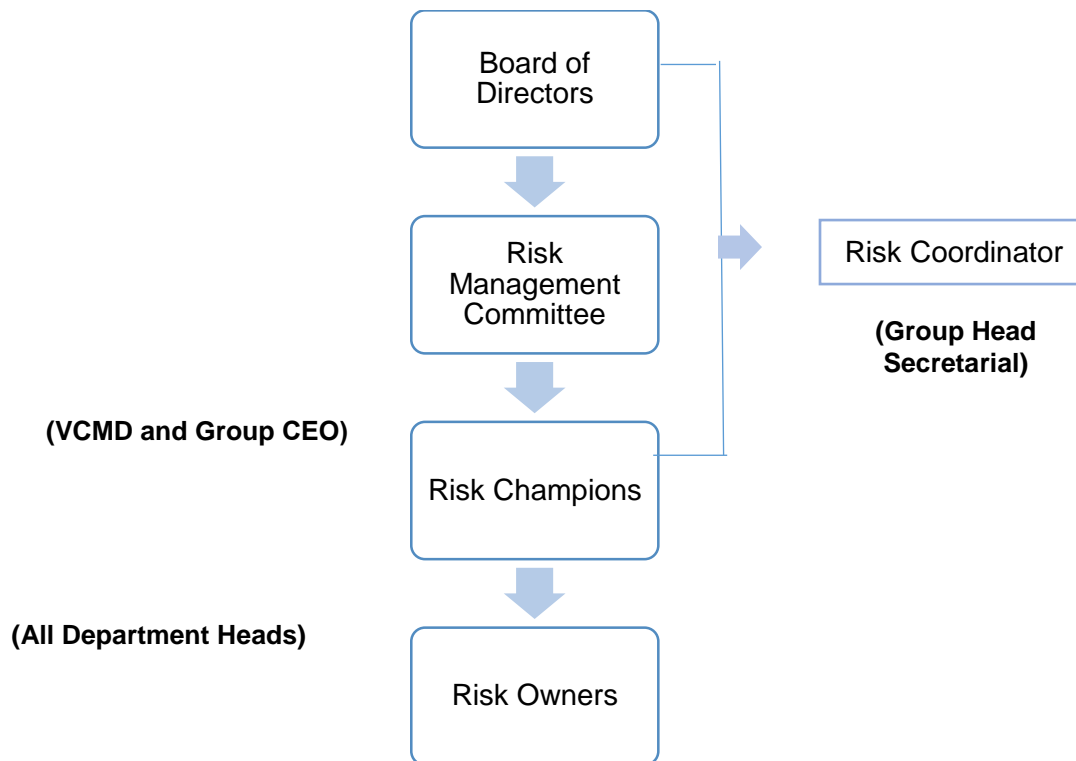 Board of
Directors
Risk
Management
Committee
Risk Coordinator
(Group Head
Secretarial)
(VCMD and Group CEO)
Risk Champions
(All Department Heads)
Risk Owners